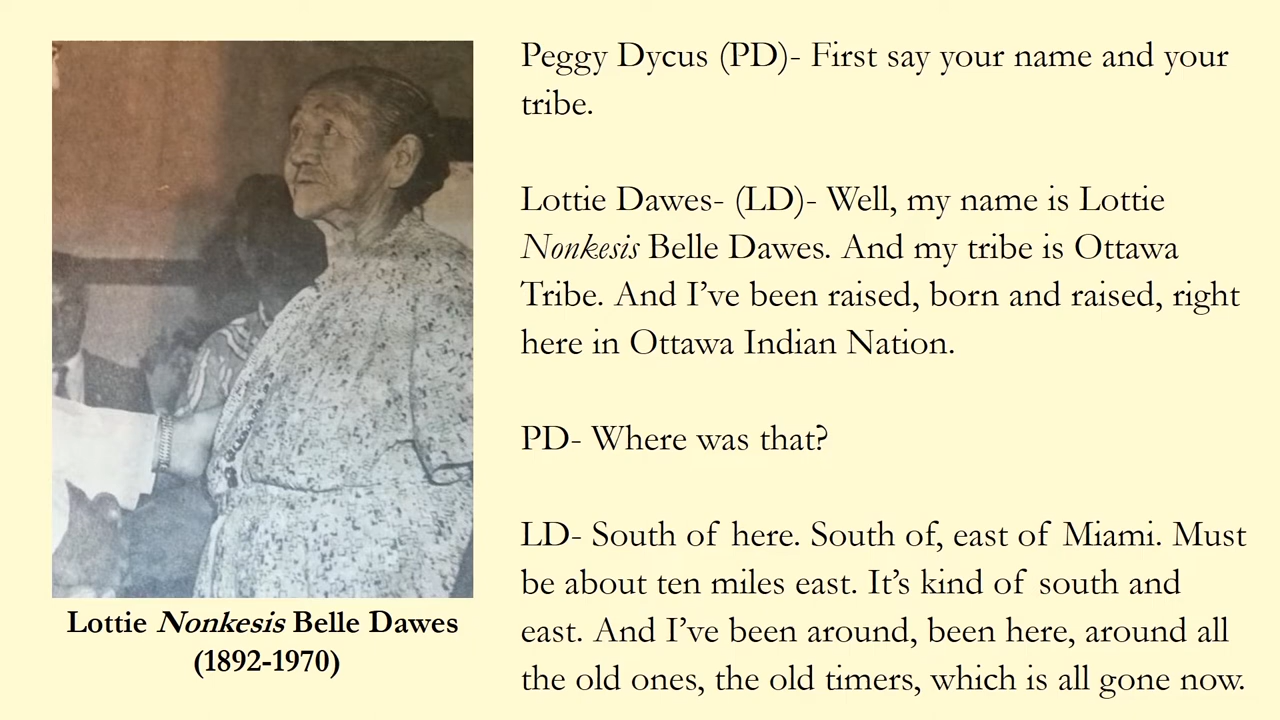 Peggy Dycus (PD)- First say your name and your
tribe.
Lottie Dawes- (LD)- Well, my name is Lottie
Nonkesis Belle Dawes. And my tribe is Ottawa
Tribe. And I’ve been raised, born and raised, right
here in Ottawa Indian Nation.
PD- Where was that?
LD- South of here. South of, east of Miami. Must
be about ten miles east. It’s kind of south and
east. And I’ve been around, been here, around all
the old ones, the old timers, which is all gone now.
Lottie Nonkesis Belle Dawes
(1892-1970)